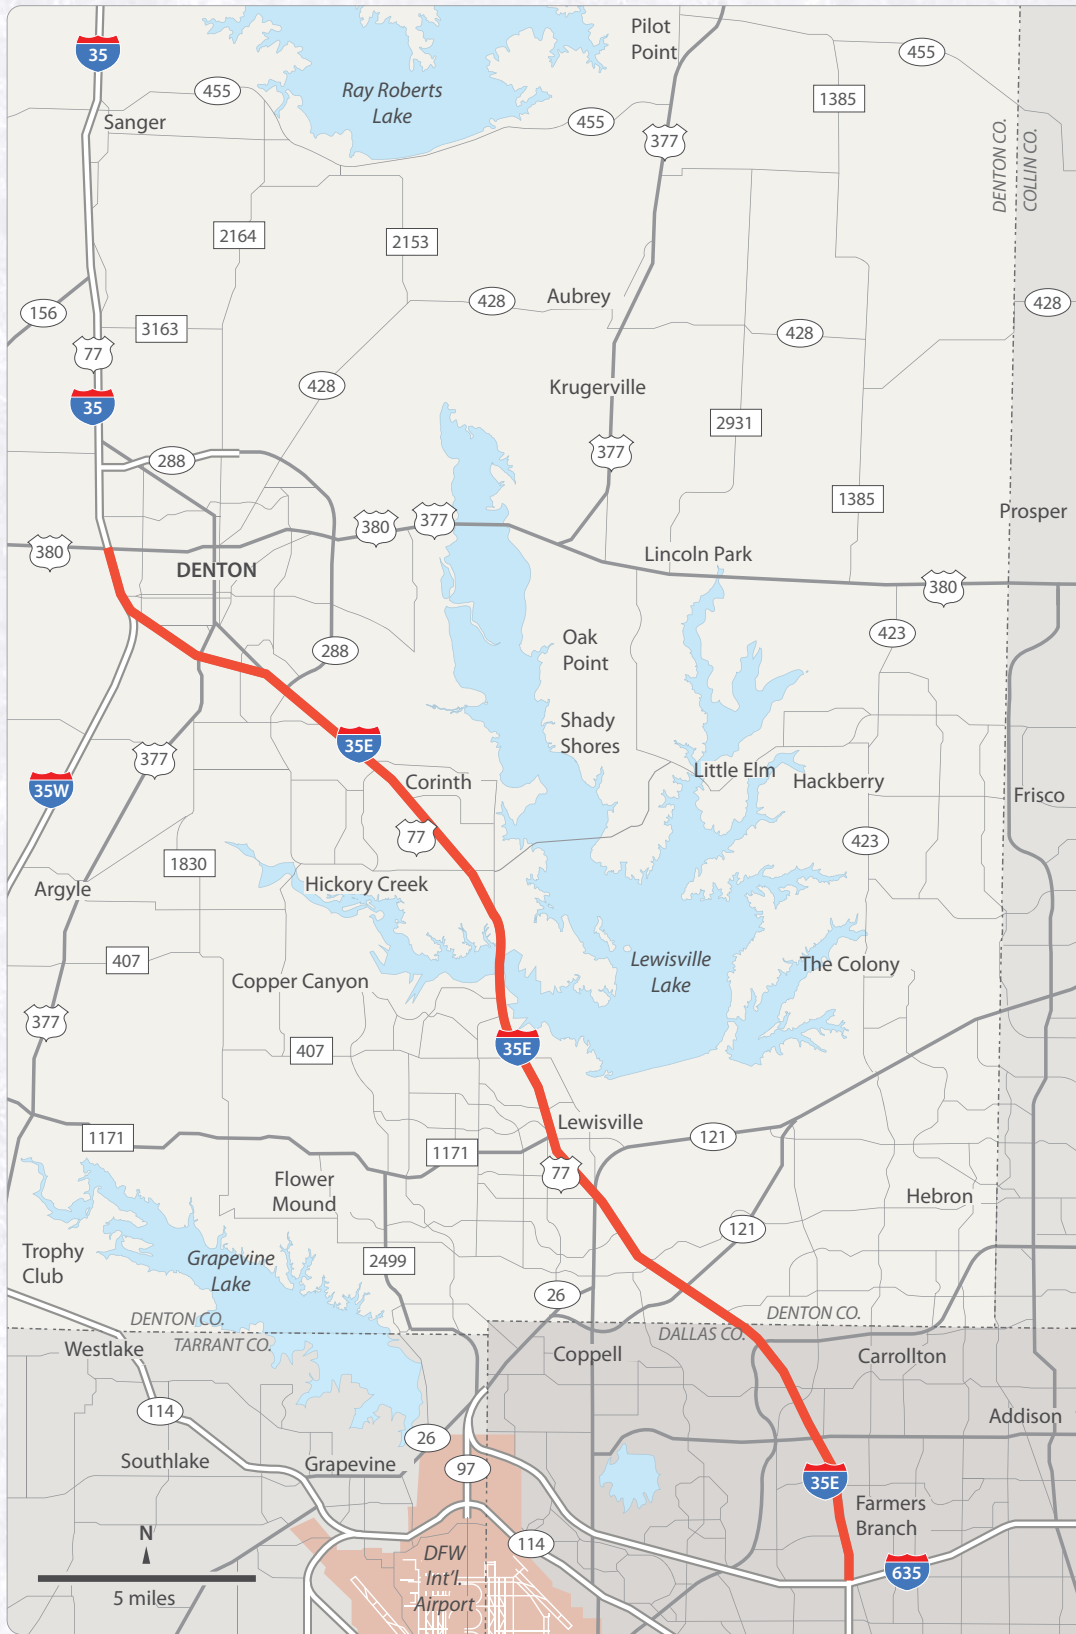 Pilot
Point
35
455
455
Ray Roberts
Lake
1385
Sanger
455
377
DENTON CO.
COLLIN CO.
2164
2153
156
428
Aubrey
428
3163
428
77
428
Krugerville
35
2931
377
288
1385
Prosper
380
377
380
Lincoln Park
DENTON
380
423
Oak
Point
288
Shady
Shores
35E
377
Little Elm
Corinth
Hackberry
35W
Frisco
77
423
1830
Argyle
Hickory Creek
407
Lewisville
Lake
The Colony
Copper Canyon
377
407
35E
Lewisville
1171
121
1171
77
Flower
Mound
Hebron
121
Trophy
Club
Grapevine
Lake
2499
26
DENTON CO.
DENTON CO.
TARRANT CO.
DALLAS CO.
Westlake
Coppell
Carrollton
114
Addison
26
Southlake
Grapevine
97
35E
Farmers
Branch
N
114
DFW
Int'l.
Airport
635
5 miles